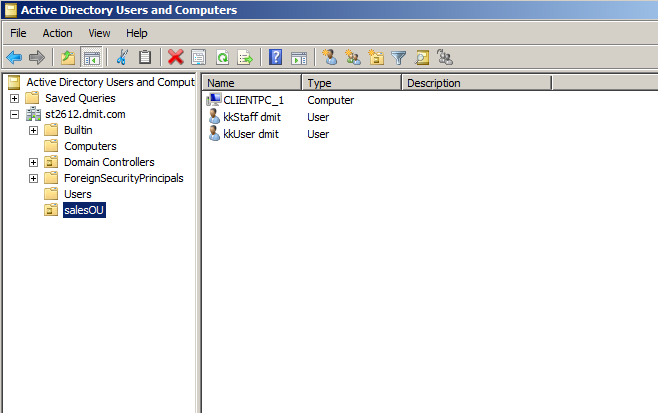 Active Directory Users and Computers
File Action View Help
Active Directory Users and Comput
Saved Queries
st2612.dmit.com
Builtin
Computers
Domain Controllers
ForeignSecurityPrincipals
Users
salesOU
Name Type Description
CLIENTPC_1 Computer
kkStaff dmit User
kkUser dmit User